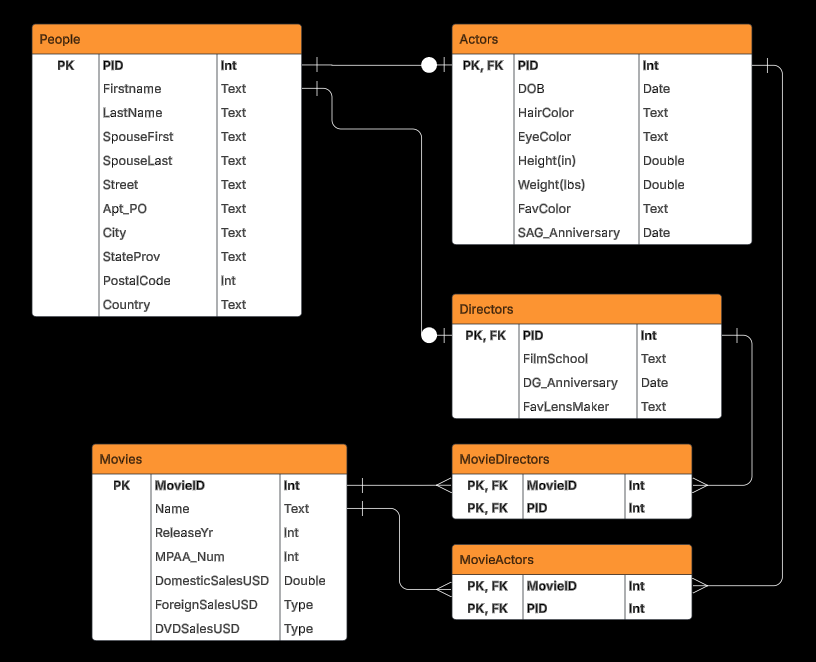 People
PK PID Int
Firstname Text
LastName Text
SpouseFirst Text
SpouseLast Text
Street Text
Apt_PO Text
City Text
StateProv Text
PostalCode Int
Country Text
Actors
PK, FK PID Int
DOB Date
HairColor Text
EyeColor Text
Height(in) Double
Weight(lbs) Double
FavColor Text
SAG_Anniversary Date
Directors
PK, FK PID Int
FilmSchool Text
DG_Anniversary Date
FavLensMaker Text
Movies
PK MovieID Int
Name Text
ReleaseYr Int
MPAA_Num Int
DomesticSalesUSD Double
ForeignSalesUSD Type
DVDSalesUSD Type
MovieDirectors
PK, FK MovieID Int
PK, FK PID Int
MovieActors
PK, FK MovieID Int
PK, FK PID Int